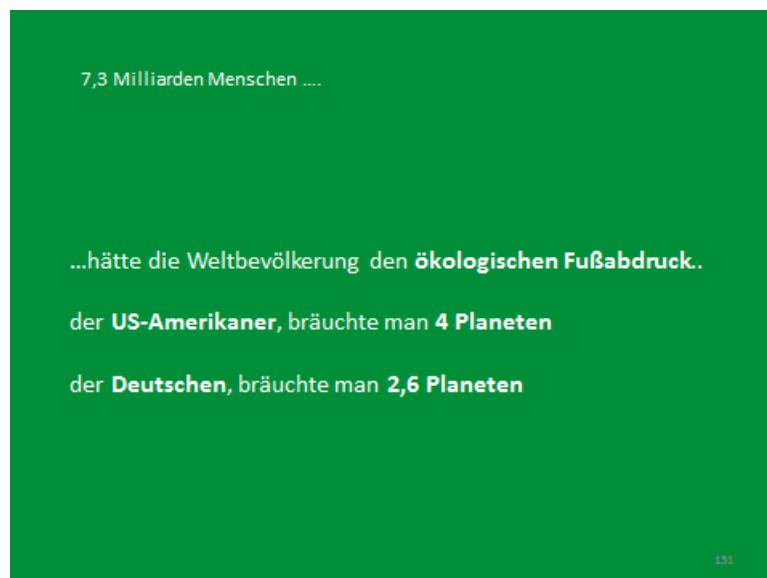 7,3 Milliarden Menschen ....
...hätte die Weltbevölkerung den ökologischen Fußabdruck..
der US-Amerikaner, bräuchte man 4 Planeten
der Deutschen, bräuchte man 2,6 Planeten
151